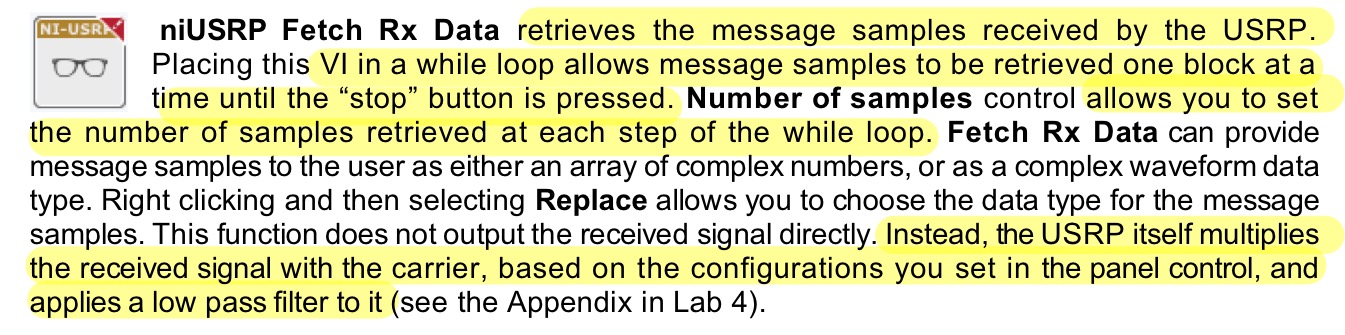 NI-USRP
niUSRP Fetch Rx Data retrieves the message samples received by the USRP.
Placing this VI in a while loop allows message samples to be retrieved one block at a
time until the “stop” button is pressed. Number of samples control allows you to set
the number of samples retrieved at each step of the while loop. Fetch Rx Data can provide
message samples to the user as either an array of complex numbers, or as a complex waveform data
type. Right clicking and then selecting Replace allows you to choose the data type for the message
samples. This function does not output the received signal directly. Instead, the USRP itself multiplies
the received signal with the carrier, based on the configurations you set in the panel control, and
applies a low pass filter to it (see the Appendix in Lab 4).